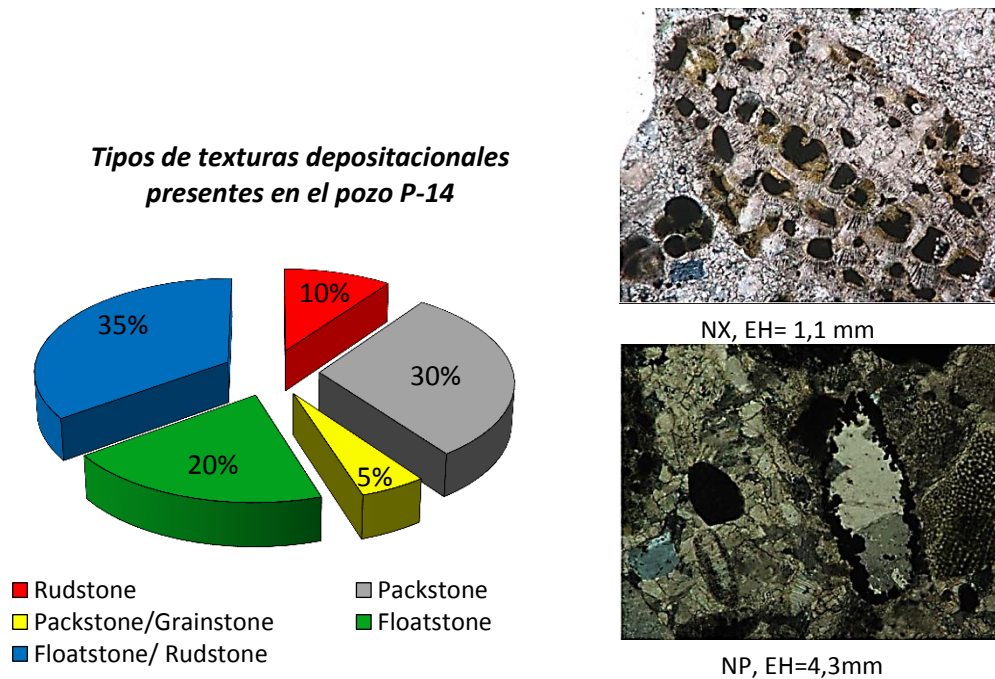 Tipos de texturas depositacionales
presentes en el pozo P-14
10%
35%
30%
20%
5%
Rudstone
Packstone
Packstone/Grainstone
Floatstone
Floatstone/ Rudstone
NX, EH= 1,1 mm
NP, EH=4,3mm